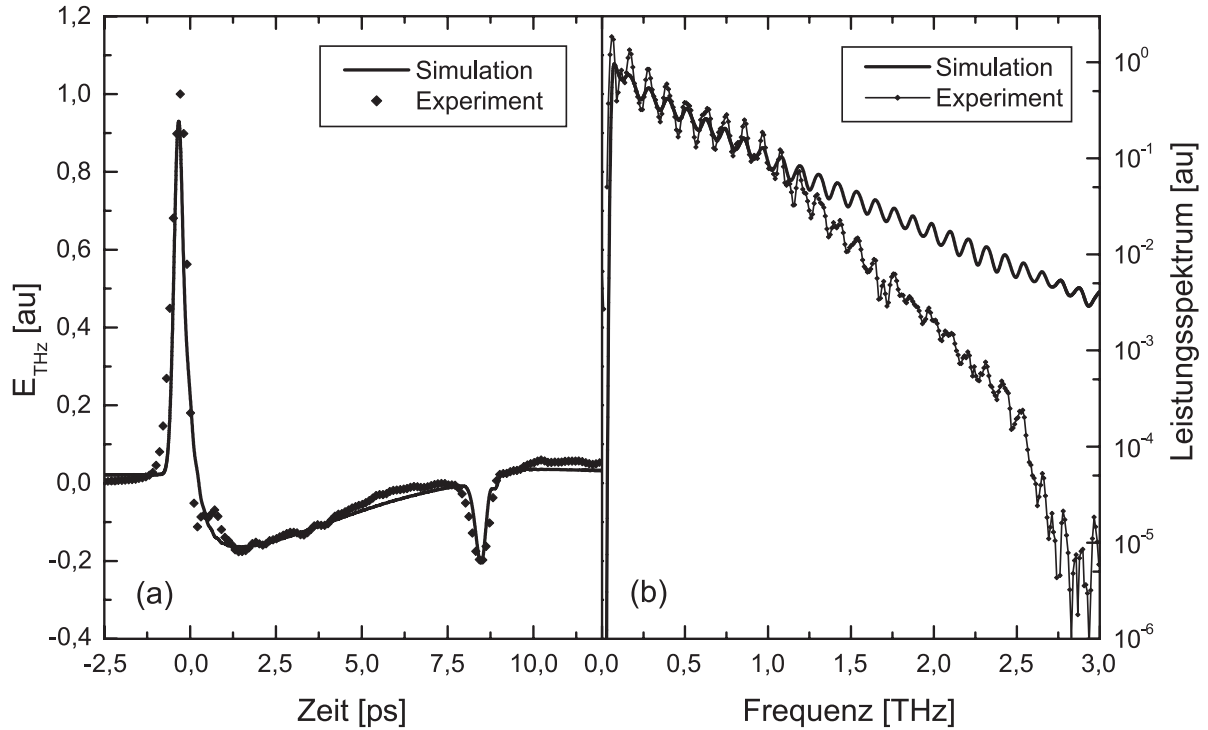 1,2
1,0
0,8
0,6
0,4
0,2
0,0
-0,2
-0,4
E_THz [au]
Simulation
Experiment
(a)
-2,5 0,0 2,5 5,0 7,5 10,0
Zeit [ps]
Simulation
Experiment
(b)
0,0 0,5 1,0 1,5 2,0 2,5 3,0
Frequenz [THz]
10^0
10^-1
10^-2
10^-3
10^-4
10^-5
10^-6
Leistungsspektrum [au]